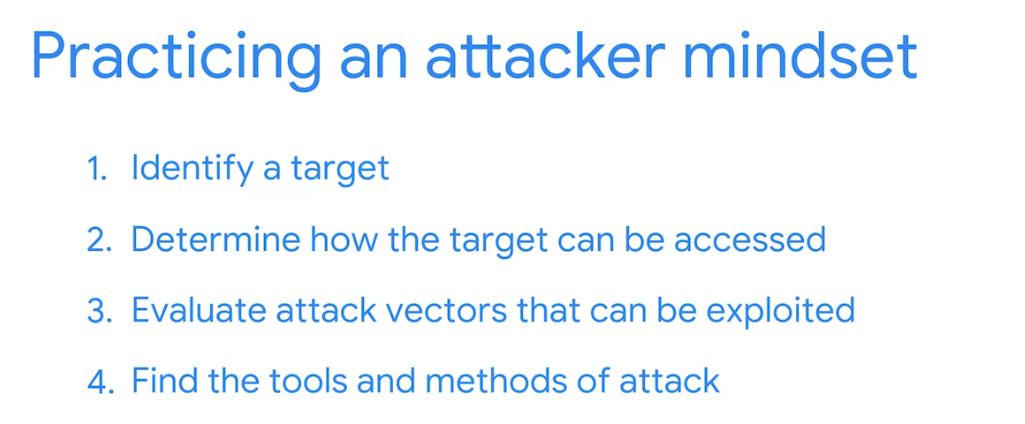 Practicing an attacker mindset
1. Identify a target
2. Determine how the target can be accessed
3. Evaluate attack vectors that can be exploited
4. Find the tools and methods of attack